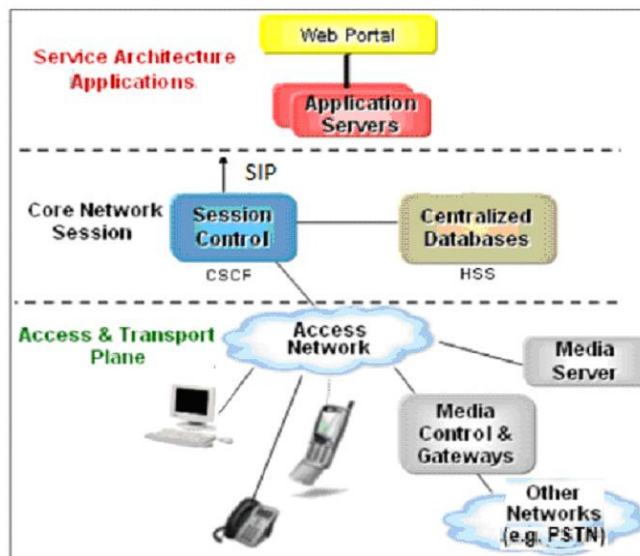 Web Portal
Service Architecture
Applications
Application
Servers
SIP
Core Network
Session
Session
Control
Centralized
Databases
CSCF
HSS
Access & Transport
Plane
Access
Network
Media
Server
Media
Control &
Gateways
Other
Networks
(e.g. PSTN)